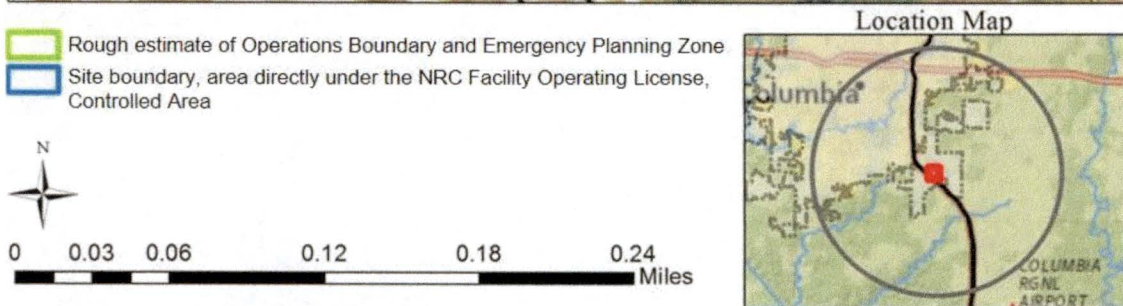 Location Map
Rough estimate of Operations Boundary and Emergency Planning Zone
Site boundary, area directly under the NRC Facility Operating License,
Controlled Area
N
0 0.03 0.06 0.12 0.18 0.24
Miles
olumbia
COLUMBIA
RGNL
AIRPORT